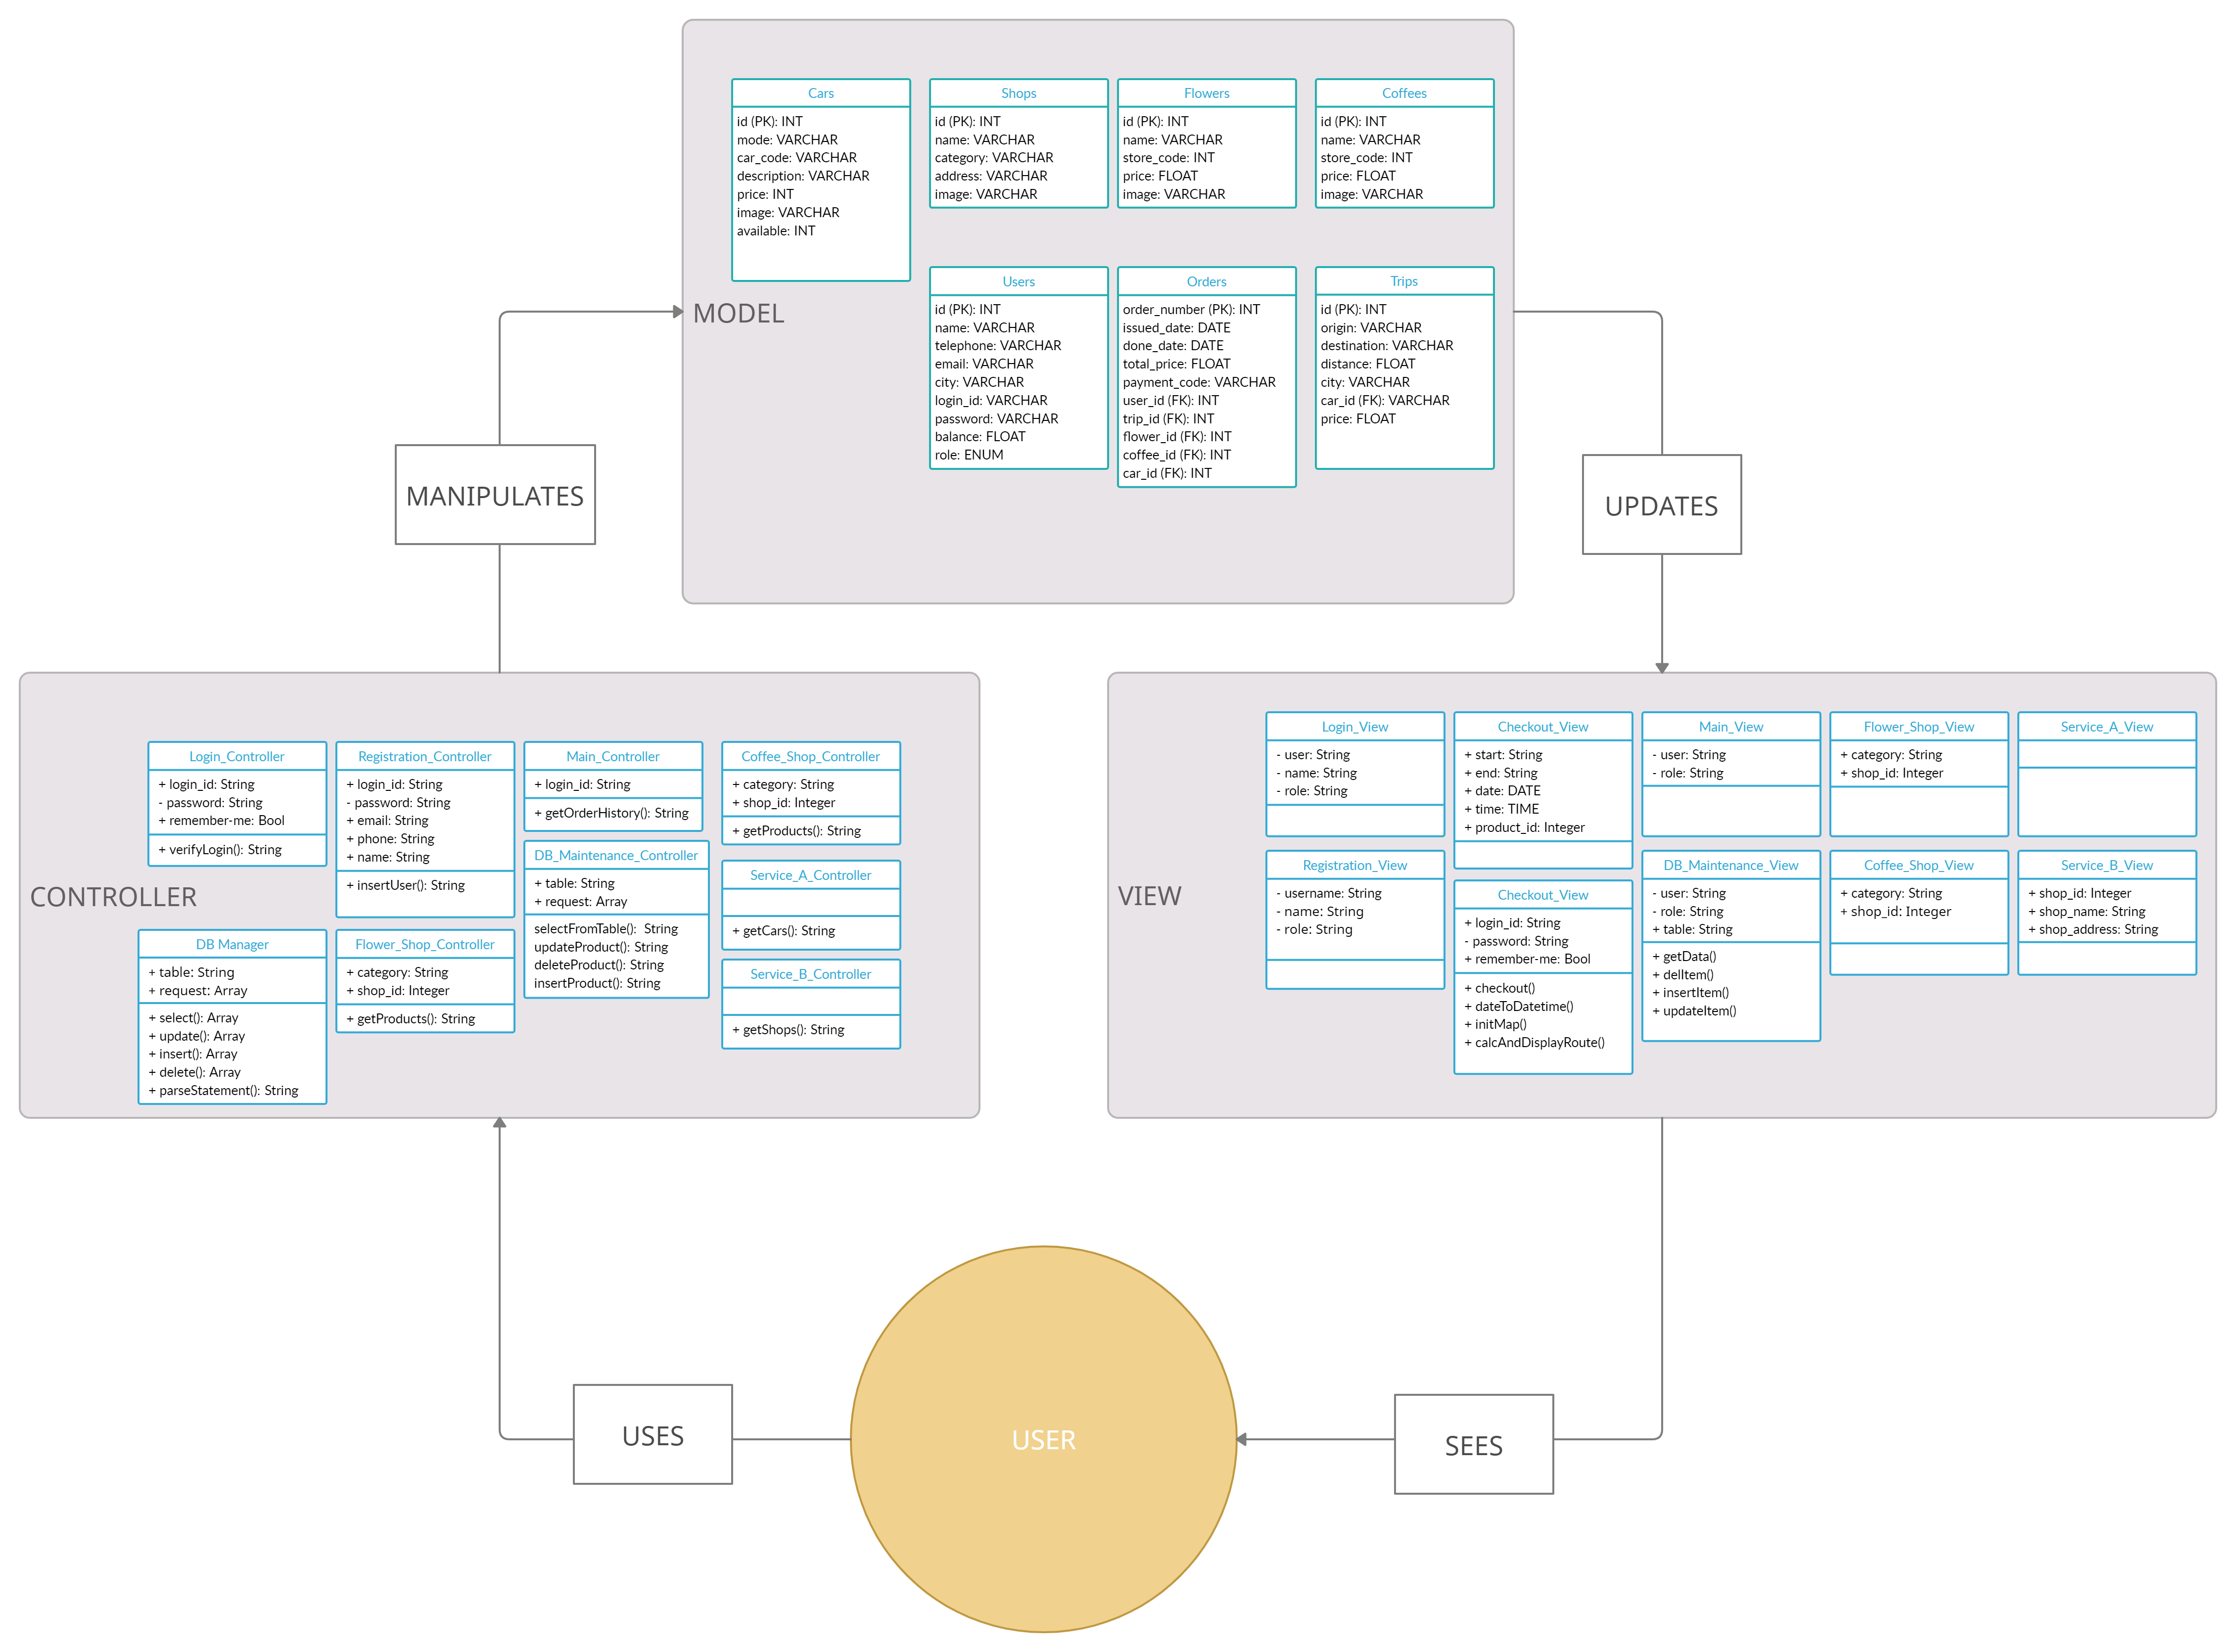 Cars
id (PK): INT
mode: VARCHAR
car_code: VARCHAR
description: VARCHAR
price: INT
image: VARCHAR
available: INT
Shops
id (PK): INT
name: VARCHAR
category: VARCHAR
address: VARCHAR
image: VARCHAR
Flowers
id (PK): INT
name: VARCHAR
store_code: INT
price: FLOAT
image: VARCHAR
Coffees
id (PK): INT
name: VARCHAR
store_code: INT
price: FLOAT
image: VARCHAR
MODEL
Users
id (PK): INT
name: VARCHAR
telephone: VARCHAR
email: VARCHAR
city: VARCHAR
login_id: VARCHAR
password: VARCHAR
balance: FLOAT
role: ENUM
Orders
order_number (PK): INT
issued_date: DATE
done_date: DATE
total_price: FLOAT
payment_code: VARCHAR
user_id (FK): INT
trip_id (FK): INT
flower_id (FK): INT
coffee_id (FK): INT
car_id (FK): INT
Trips
id (PK): INT
origin: VARCHAR
destination: VARCHAR
distance: FLOAT
city: VARCHAR
car_id (FK): VARCHAR
price: FLOAT
MANIPULATES
UPDATES
CONTROLLER
Login_Controller
+ login_id: String
- password: String
+ remember-me: Bool
+ verifyLogin(): String
Registration_Controller
+ login_id: String
- password: String
+ email: String
+ phone: String
+ name: String
+ insertUser(): String
Main_Controller
+ login_id: String
+ getOrderHistory(): String
Coffee_Shop_Controller
+ category: String
+ shop_id: Integer
+ getProducts(): String
DB_Maintenance_Controller
+ table: String
+ request: Array
selectFromTable():  String
updateProduct(): String
deleteProduct(): String
insertProduct(): String
Service_A_Controller
+ getCars(): String
DB Manager
+ table: String
+ request: Array
+ select(): Array
+ update(): Array
+ insert(): Array
+ delete(): Array
+ parseStatement(): String
Flower_Shop_Controller
+ category: String
+ shop_id: Integer
+ getProducts(): String
Service_B_Controller
+ getShops(): String
VIEW
Login_View
- user: String
- name: String
- role: String
Checkout_View
+ start: String
+ end: String
+ date: DATE
+ time: TIME
+ product_id: Integer
Main_View
- user: String
- role: String
Flower_Shop_View
+ category: String
+ shop_id: Integer
Service_A_View
Registration_View
- username: String
- name: String
- role: String
Checkout_View
+ login_id: String
- password: String
+ remember-me: Bool
+ checkout()
+ dateToDatetime()
+ initMap()
+ calcAndDisplayRoute()
DB_Maintenance_View
- user: String
- role: String
+ table: String
+ getData()
+ delItem()
+ insertItem()
+ updateItem()
Coffee_Shop_View
+ category: String
+ shop_id: Integer
Service_B_View
+ shop_id: Integer
+ shop_name: String
+ shop_address: String
USES
USER
SEES